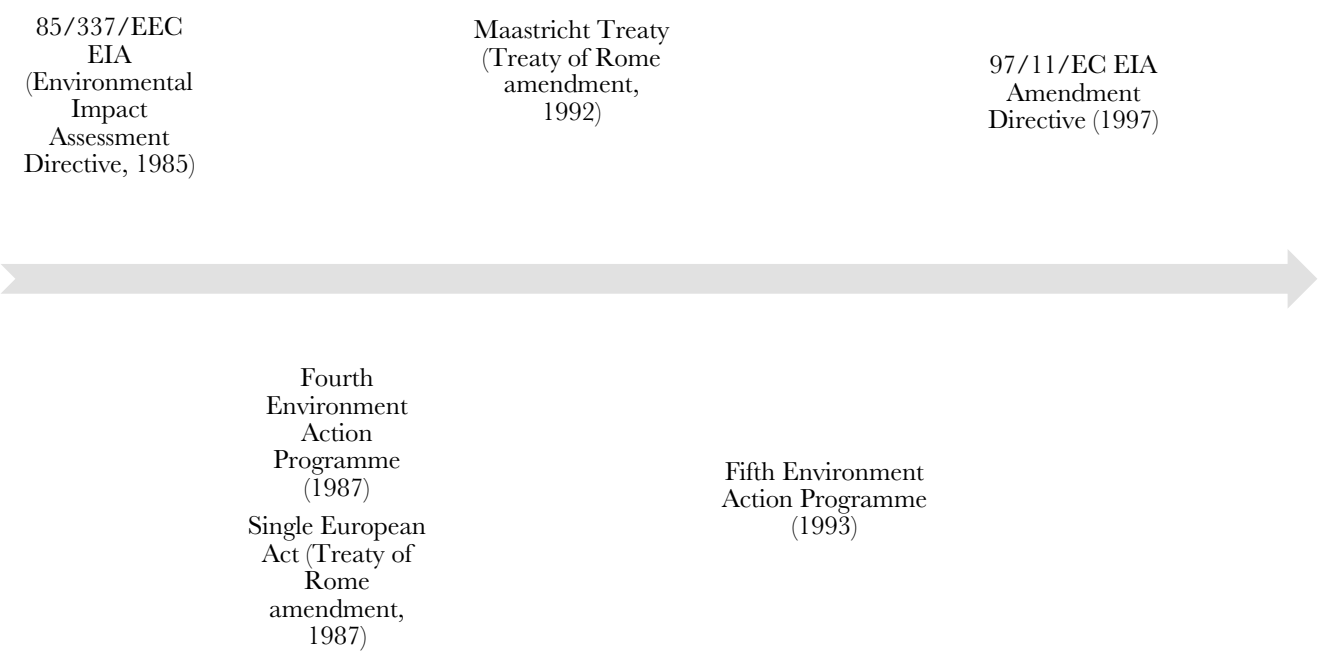 85/337/EEC
EIA
(Environmental
Impact
Assessment
Directive, 1985)
Maastricht Treaty
(Treaty of Rome
amendment,
1992)
97/11/EC EIA
Amendment
Directive (1997)
Fourth
Environment
Action
Programme
(1987)
Single European
Act (Treaty of
Rome
amendment,
1987)
Fifth Environment
Action Programme
(1993)